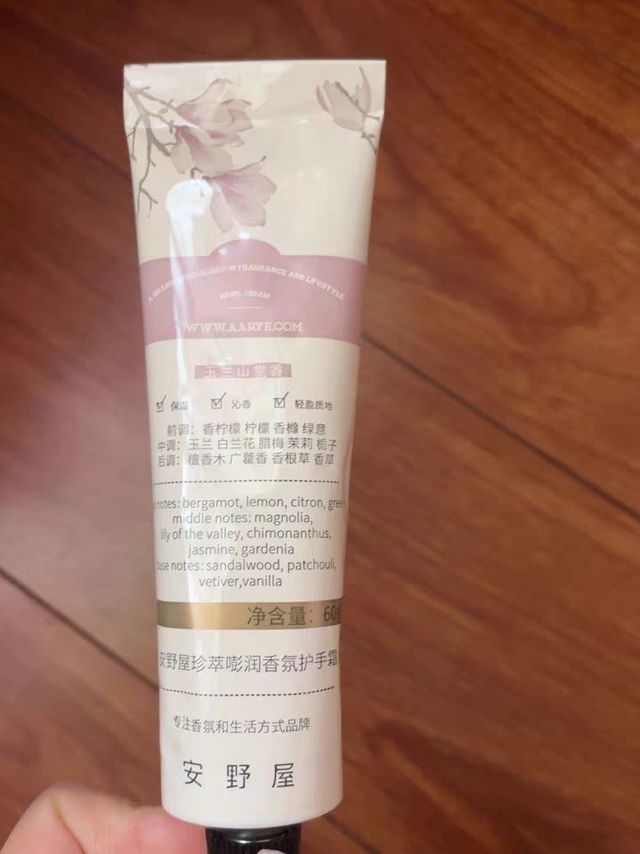 A BRAND SPECIALISED IN FRAGRANCE AND LIFESTYLE
HAND CREAM
WWW.AARYE.COM
玉兰山堂香
保湿 沁香 轻盈质地
前调：香柠檬 柠檬 香橼 绿意
中调：玉兰 白兰花 腊梅 茉莉 栀子
后调：檀香木 广藿香 香根草 香草
notes: bergamot, lemon, citron, green
middle notes: magnolia,
lily of the valley, chimonanthus,
jasmine, gardenia
base notes: sandalwood, patchouli,
vetiver,vanilla
净含量：60g
安野屋珍萃嘭润香氛护手霜
专注香氛和生活方式品牌
安野屋